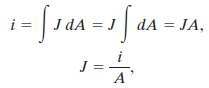 i = ∫ J dA = J ∫ dA = JA,
J = i/A,